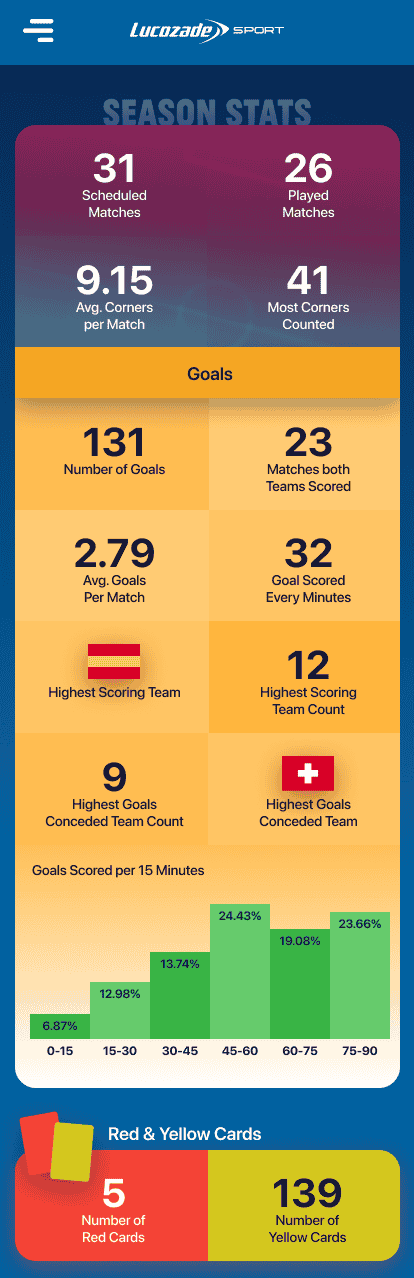 Lucozade SPORT
SEASON STATS
31
Scheduled
Matches
26
Played
Matches
9.15
Avg. Corners
per Match
41
Most Corners
Counted
Goals
131
Number of Goals
23
Matches both
Teams Scored
2.79
Avg. Goals
Per Match
32
Goal Scored
Every Minutes
Highest Scoring Team
12
Highest Scoring
Team Count
9
Highest Goals
Conceded Team Count
Highest Goals
Conceded Team
Goals Scored per 15 Minutes
6.87%
12.98%
13.74%
24.43%
19.08%
23.66%
0-15
15-30
30-45
45-60
60-75
75-90
Red & Yellow Cards
5
Number of
Red Cards
139
Number of
Yellow Cards